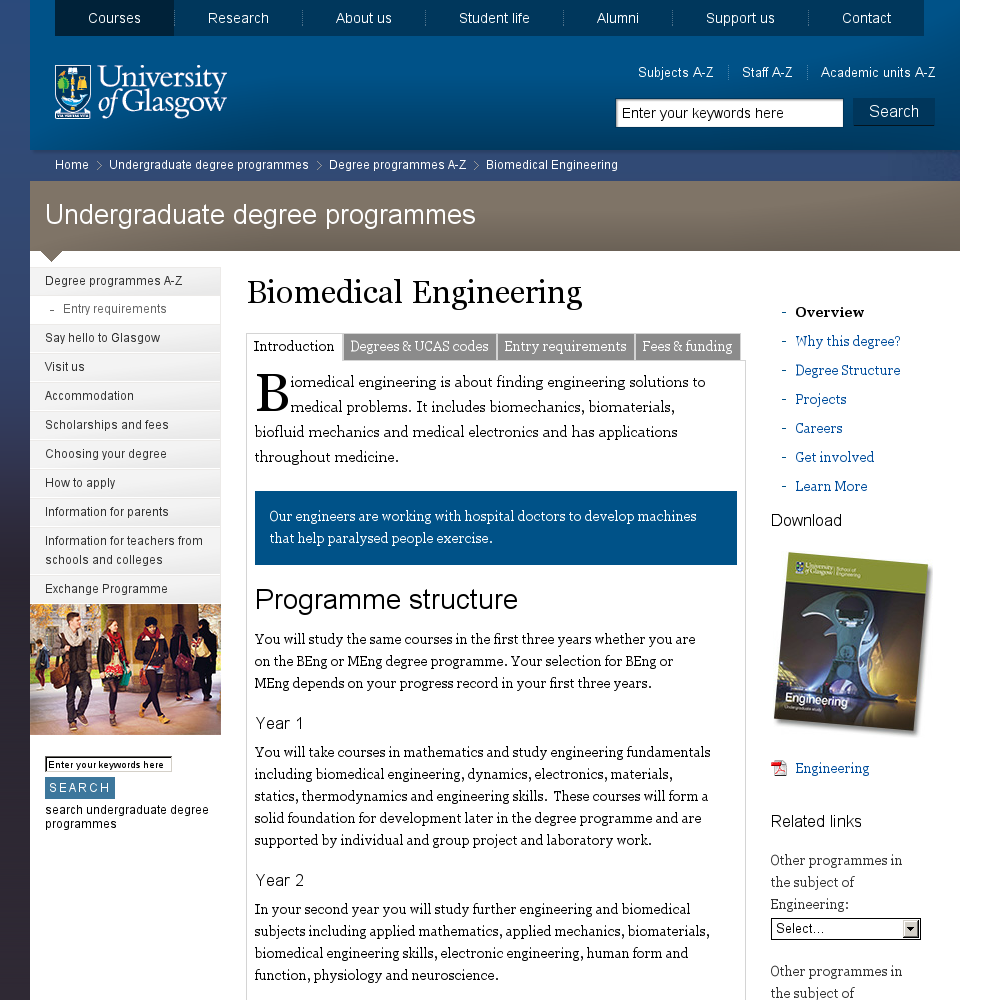 Courses Research About us Student life Alumni Support us Contact
University of Glasgow
VIA VERITAS VITA
Subjects A-Z Staff A-Z Academic units A-Z
Enter your keywords here Search
Home Undergraduate degree programmes Degree programmes A-Z Biomedical Engineering
Undergraduate degree programmes
Degree programmes A-Z
- Entry requirements
Say hello to Glasgow
Visit us
Accommodation
Scholarships and fees
Choosing your degree
How to apply
Information for parents
Information for teachers from
schools and colleges
Exchange Programme
Enter your keywords here
SEARCH
search undergraduate degree
programmes
Biomedical Engineering
Introduction Degrees & UCAS codes Entry requirements Fees & funding
Biomedical engineering is about finding engineering solutions to
medical problems. It includes biomechanics, biomaterials,
biofluid mechanics and medical electronics and has applications
throughout medicine.
Our engineers are working with hospital doctors to develop machines
that help paralysed people exercise.
Programme structure
You will study the same courses in the first three years whether you are
on the BEng or MEng degree programme. Your selection for BEng or
MEng depends on your progress record in your first three years.
Year 1
You will take courses in mathematics and study engineering fundamentals
including biomedical engineering, dynamics, electronics, materials,
statics, thermodynamics and engineering skills. These courses will form a
solid foundation for development later in the degree programme and are
supported by individual and group project and laboratory work.
Year 2
In your second year you will study further engineering and biomedical
subjects including applied mathematics, applied mechanics, biomaterials,
biomedical engineering skills, electronic engineering, human form and
function, physiology and neuroscience.
- Overview
- Why this degree?
- Degree Structure
- Projects
- Careers
- Get involved
- Learn More
Download
University of Glasgow School of Engineering
Engineering
Undergraduate study
Engineering
Related links
Other programmes in
the subject of
Engineering:
Select...
Other programmes in
the subject of